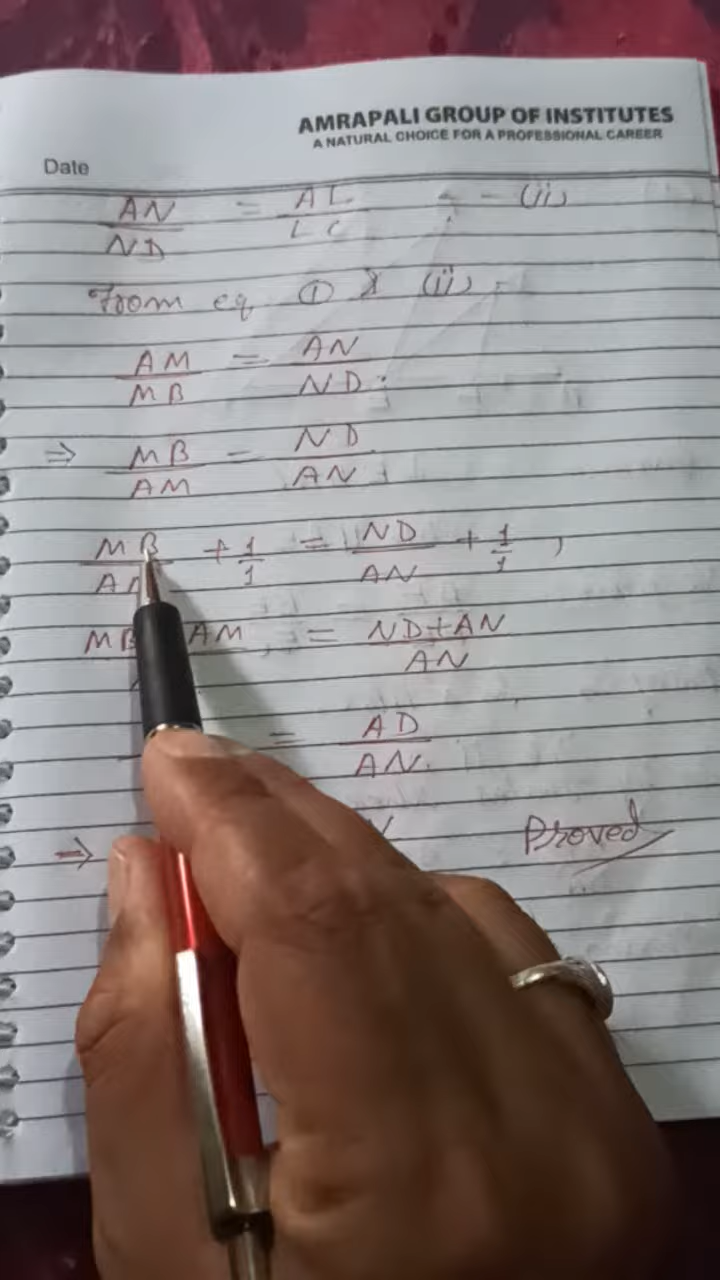 AMRAPALI GROUP OF INSTITUTES
A NATURAL CHOICE FOR A PROFESSIONAL CAREER
Date
AN/ND = AL/LC - - (ii)
From eq ① & (ii)
AM/MB = AN/ND
⇒ MB/AM = ND/AN
MB/A + 1/1 = ND/AN + 1/1,
MB AM = ND+AN/AN
= AD/AN.
⇒ Proved